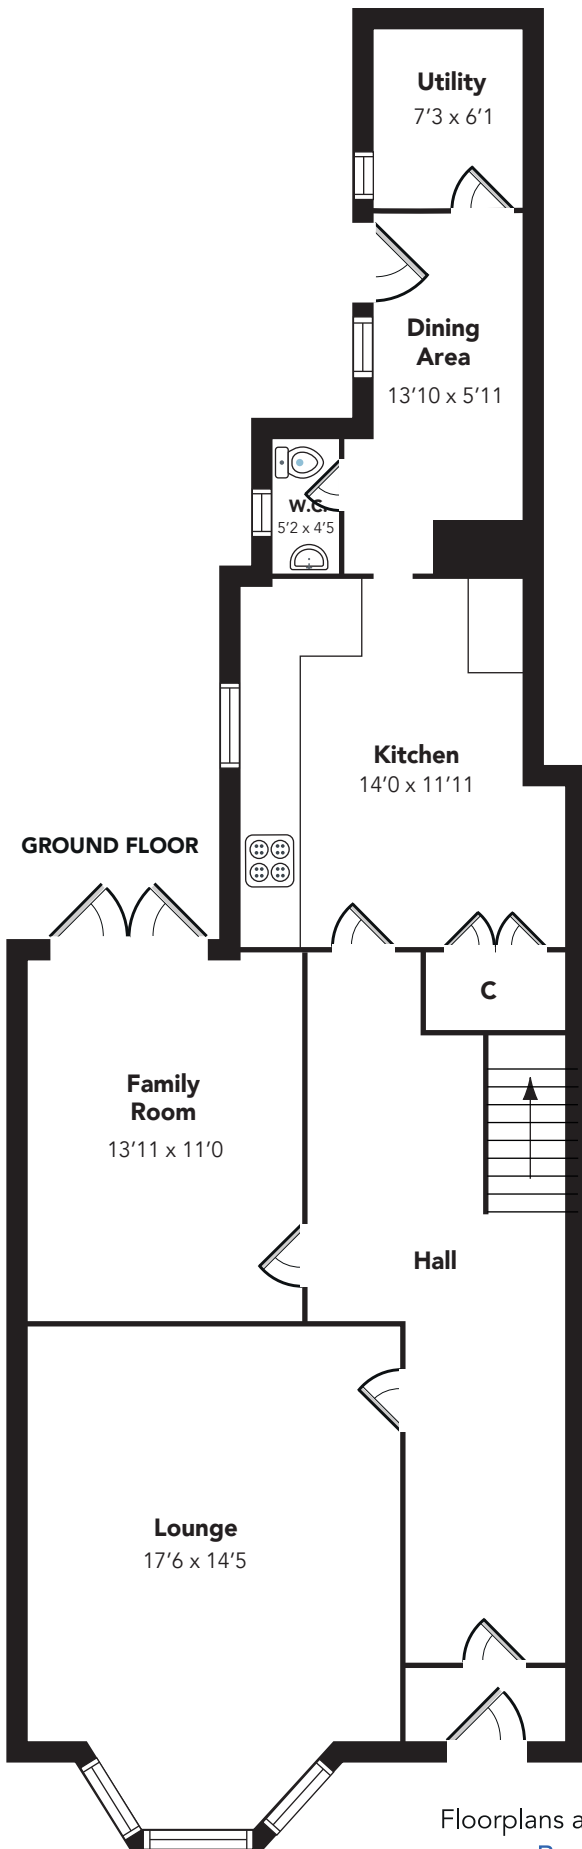 Utility
7'3 x 6'1
Dining
Area
13'10 x 5'11
W.C.
5'2 x 4'5
Kitchen
14'0 x 11'11
GROUND FLOOR
C
Family
Room
13'11 x 11'0
Hall
Lounge
17'6 x 14'5
Floorplans a